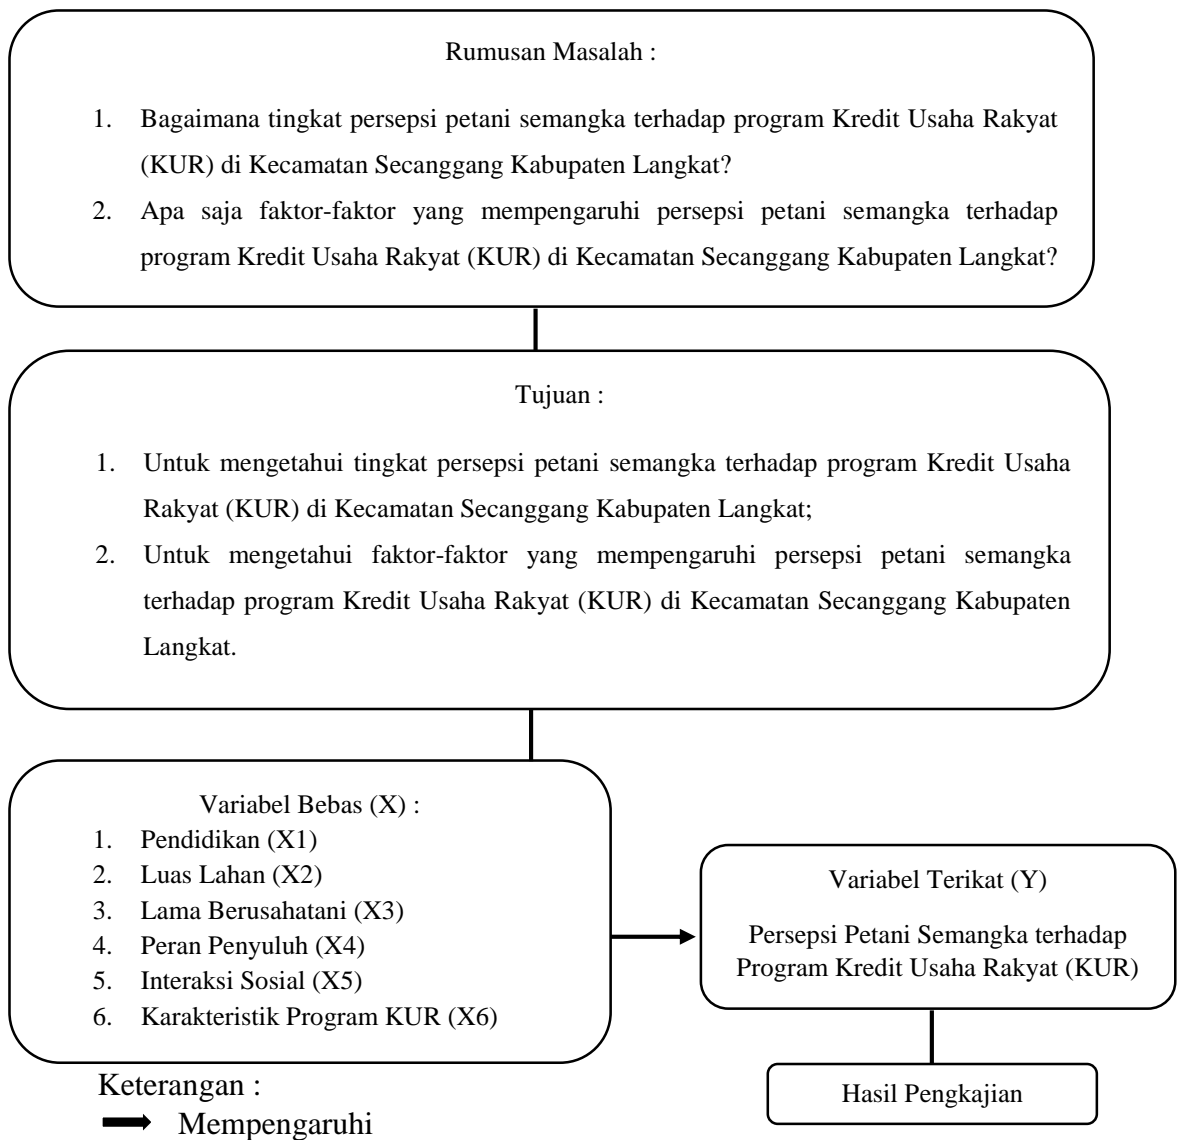 Rumusan Masalah :
1. Bagaimana tingkat persepsi petani semangka terhadap program Kredit Usaha Rakyat
(KUR) di Kecamatan Secanggang Kabupaten Langkat?
2. Apa saja faktor-faktor yang mempengaruhi persepsi petani semangka terhadap
program Kredit Usaha Rakyat (KUR) di Kecamatan Secanggang Kabupaten Langkat?
Tujuan :
1. Untuk mengetahui tingkat persepsi petani semangka terhadap program Kredit Usaha
Rakyat (KUR) di Kecamatan Secanggang Kabupaten Langkat;
2. Untuk mengetahui faktor-faktor yang mempengaruhi persepsi petani semangka
terhadap program Kredit Usaha Rakyat (KUR) di Kecamatan Secanggang Kabupaten
Langkat.
Variabel Bebas (X) :
1. Pendidikan (X1)
2. Luas Lahan (X2)
3. Lama Berusahatani (X3)
4. Peran Penyuluh (X4)
5. Interaksi Sosial (X5)
6. Karakteristik Program KUR (X6)
Variabel Terikat (Y)
Persepsi Petani Semangka terhadap
Program Kredit Usaha Rakyat (KUR)
Hasil Pengkajian
Keterangan :
Mempengaruhi